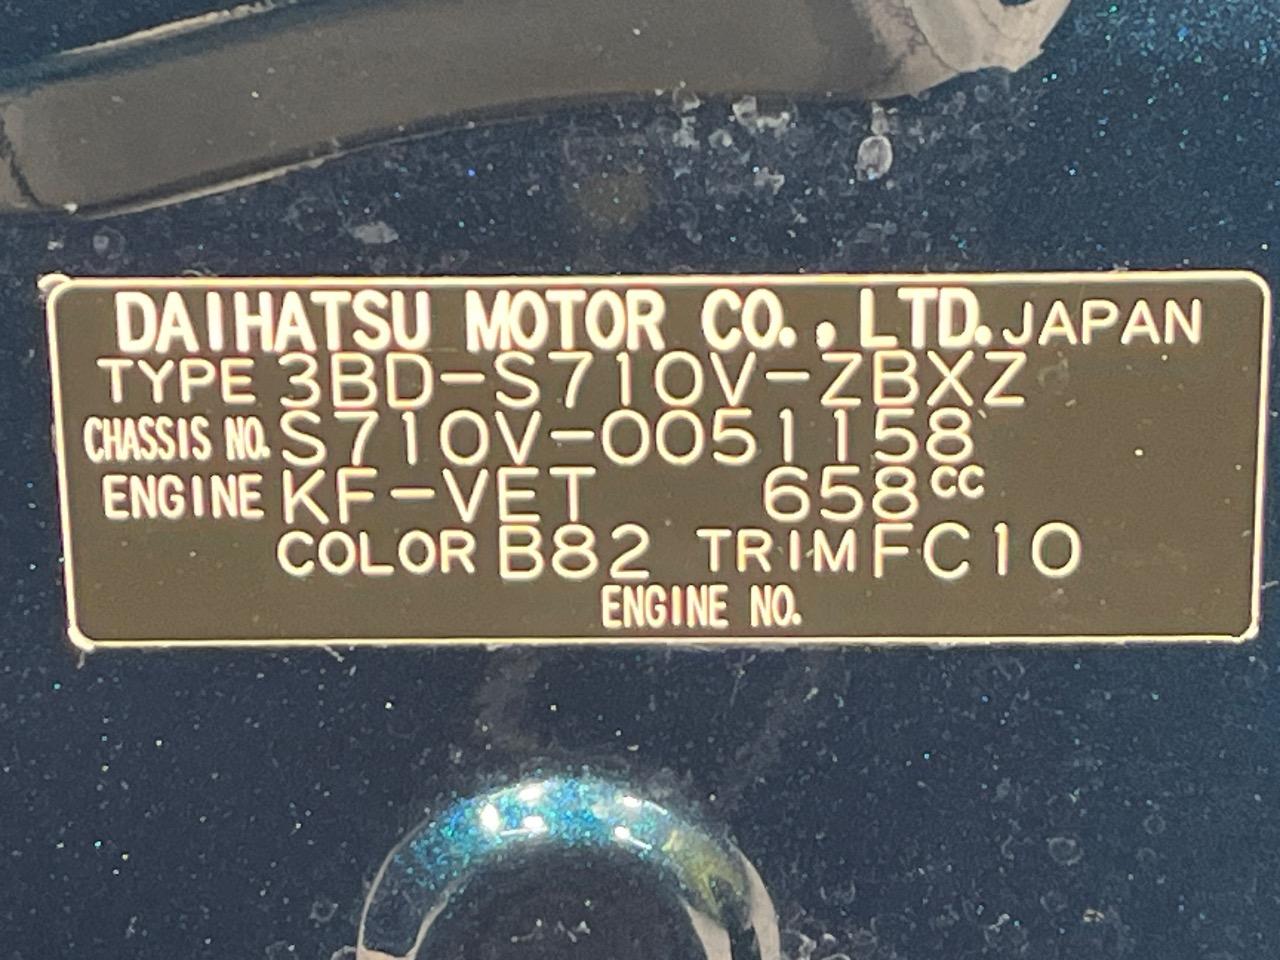 DAIHATSU MOTOR CO., LTD. JAPAN
TYPE 3BD-S710V-ZBXZ
CHASSIS NO. S710V-0051158
ENGINE KF-VET 658CC
COLOR B82 TRIM FC10
ENGINE NO.